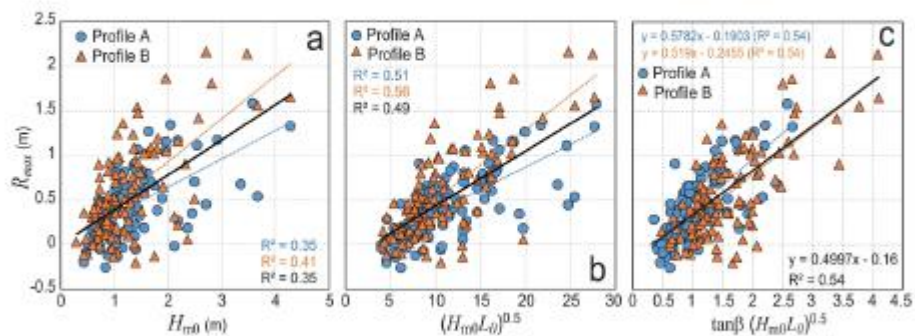 a
Profile A
Profile B
R² = 0.35
R² = 0.41
R² = 0.35
2.5
2
1.5
1
0.5
0
-0.5
Rmax (m)
0 1 2 3 4 5
Hm0 (m)
Profile A
Profile B
R² = 0.51
R² = 0.56
R² = 0.49
b
0 5 10 15 20 25 30
(Hm0L0)^0.5
c
y = 0.5782x - 0.1903 (R² = 0.54)
y = 0.519x - 0.2455 (R² = 0.54)
Profile A
Profile B
y = 0.4997x - 0.16
R² = 0.54
0 0.5 1 1.5 2 2.5 3 3.5 4 4.5
tanβ (Hm0L0)^0.5